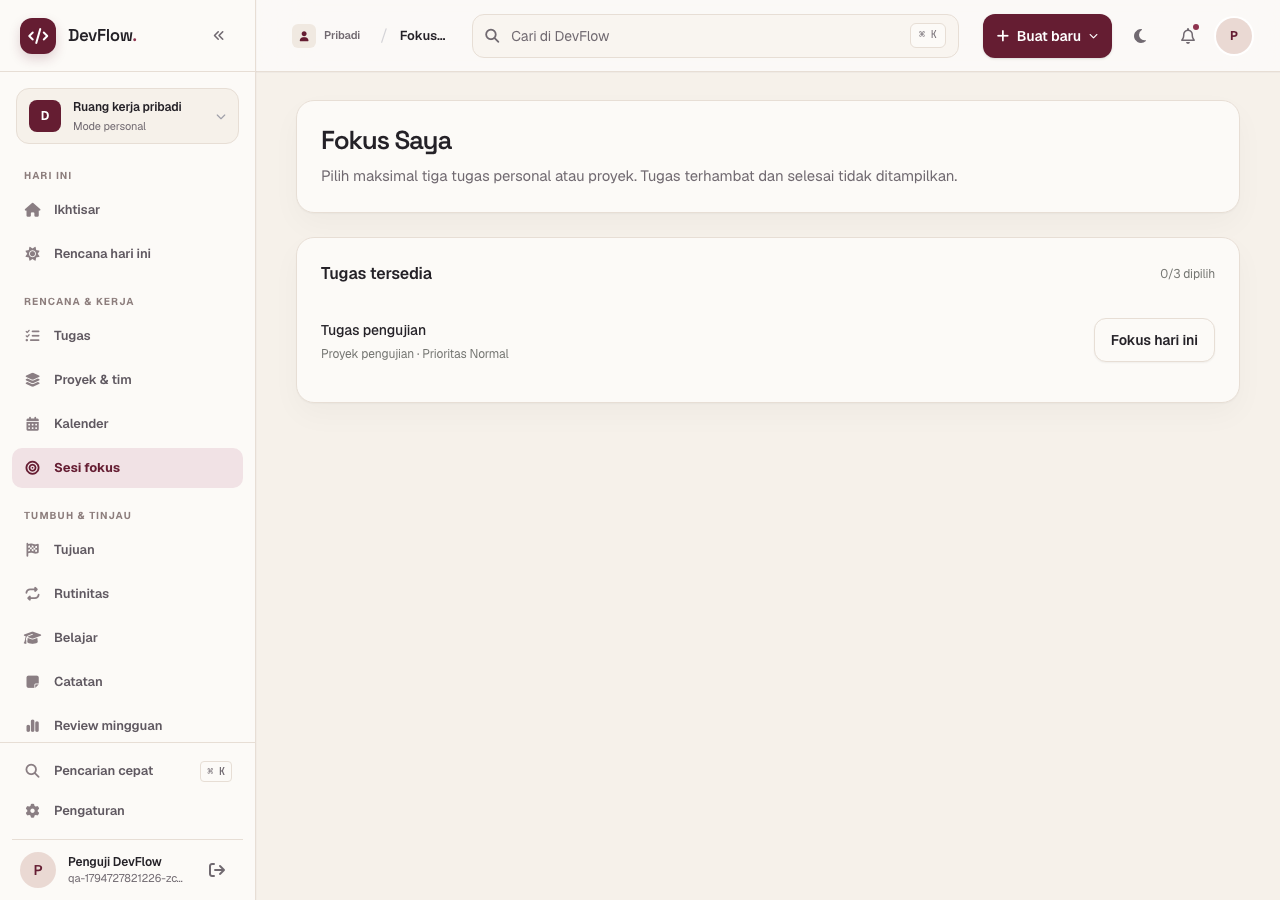 DevFlow.
Pribadi / Fokus...
Cari di DevFlow
⌘ K
Buat baru
P
D
Ruang kerja pribadi
Mode personal
HARI INI
Ikhtisar
Rencana hari ini
RENCANA & KERJA
Tugas
Proyek & tim
Kalender
Sesi fokus
TUMBUH & TINJAU
Tujuan
Rutinitas
Belajar
Catatan
Review mingguan
Pencarian cepat
⌘ K
Pengaturan
P
Penguji DevFlow
qa-1794727821226-zc...
Fokus Saya
Pilih maksimal tiga tugas personal atau proyek. Tugas terhambat dan selesai tidak ditampilkan.
Tugas tersedia
0/3 dipilih
Tugas pengujian
Proyek pengujian · Prioritas Normal
Fokus hari ini